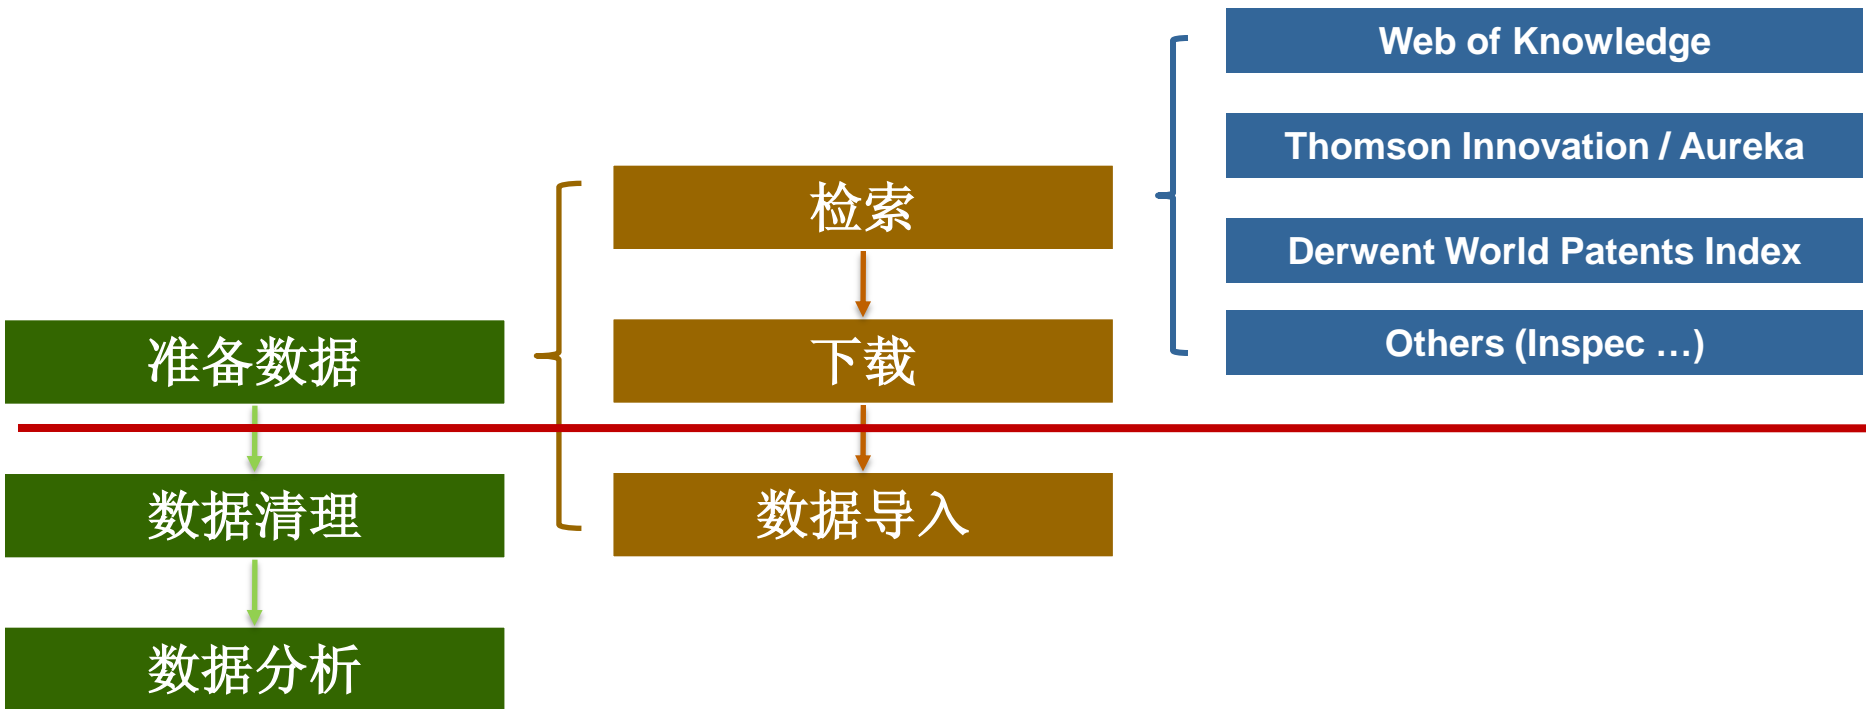 准备数据
数据清理
数据分析
检索
下载
数据导入
Web of Knowledge
Thomson Innovation / Aureka
Derwent World Patents Index
Others (Inspec …)